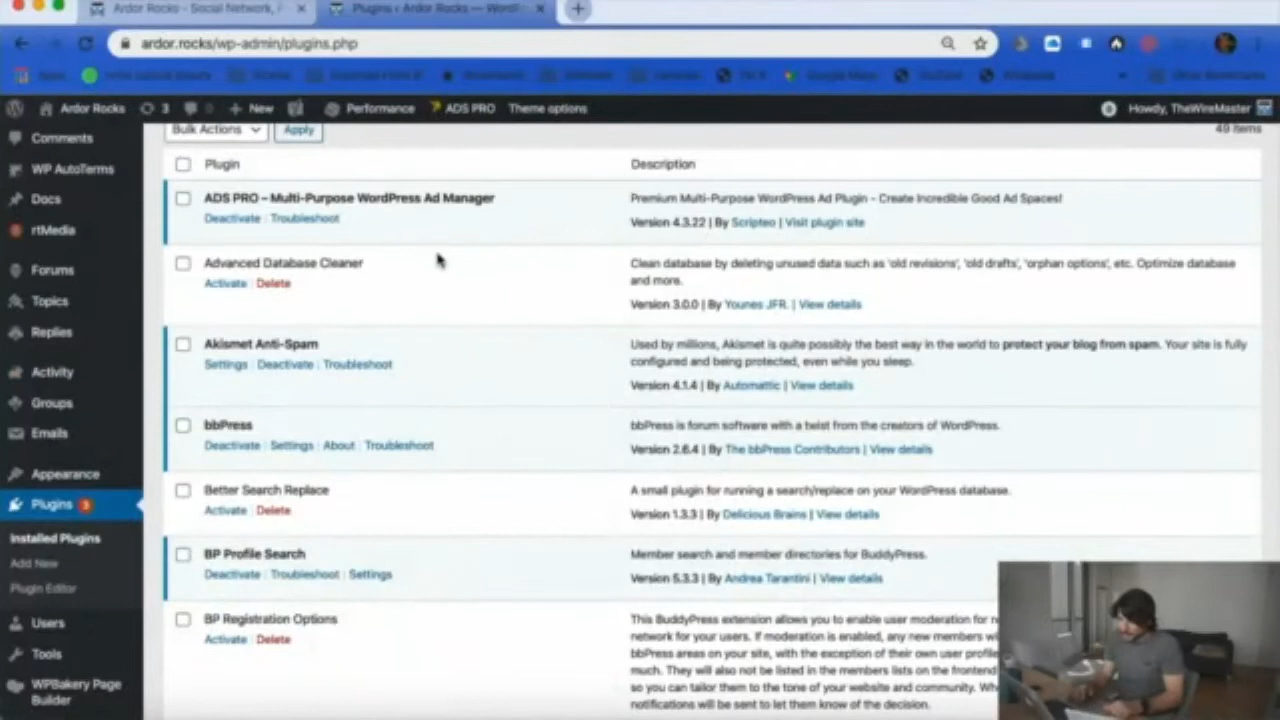 Ardor Rocks - Social Network,
Plugins ‹ Ardor Rocks — WordPr
ardor.rocks/wp-admin/plugins.php
Google Maps
YouTube
Other Bookmarks
Ardor Rocks 3 0 New Performance ADS PRO Theme options Howdy, TheWireMaster
Comments
WP AutoTerms
Docs
rtMedia
Forums
Topics
Replies
Activity
Groups
Emails
Appearance
Plugins 3
Installed Plugins
Add New
Plugin Editor
Users
Tools
WPBakery Page
Builder
Bulk Actions Apply 49 items
Plugin Description
ADS PRO – Multi-Purpose WordPress Ad Manager
Deactivate | Troubleshoot
Premium Multi-Purpose WordPress Ad Plugin - Create Incredible Good Ad Spaces!
Version 4.3.22 | By Scripteo | Visit plugin site
Advanced Database Cleaner
Activate | Delete
Clean database by deleting unused data such as 'old revisions', 'old drafts', 'orphan options', etc. Optimize database
and more.
Version 3.0.0 | By Younes JFR. | View details
Akismet Anti-Spam
Settings | Deactivate | Troubleshoot
Used by millions, Akismet is quite possibly the best way in the world to protect your blog from spam. Your site is fully
configured and being protected, even while you sleep.
Version 4.1.4 | By Automattic | View details
bbPress
Deactivate | Settings | About | Troubleshoot
bbPress is forum software with a twist from the creators of WordPress.
Version 2.6.4 | By The bbPress Contributors | View details
Better Search Replace
Activate | Delete
A small plugin for running a search/replace on your WordPress database.
Version 1.3.3 | By Delicious Brains | View details
BP Profile Search
Deactivate | Troubleshoot | Settings
Member search and member directories for BuddyPress.
Version 5.3.3 | By Andrea Tarantini | View details
BP Registration Options
Activate | Delete
This BuddyPress extension allows you to enable user moderation for n
network for your users. If moderation is enabled, any new members wi
bbPress areas on your site, with the exception of their own user profile
much. They will also not be listed in the members lists on the frontend
so you can tailor them to the tone of your website and community. Wh
notifications will be sent to let them know of the decision.